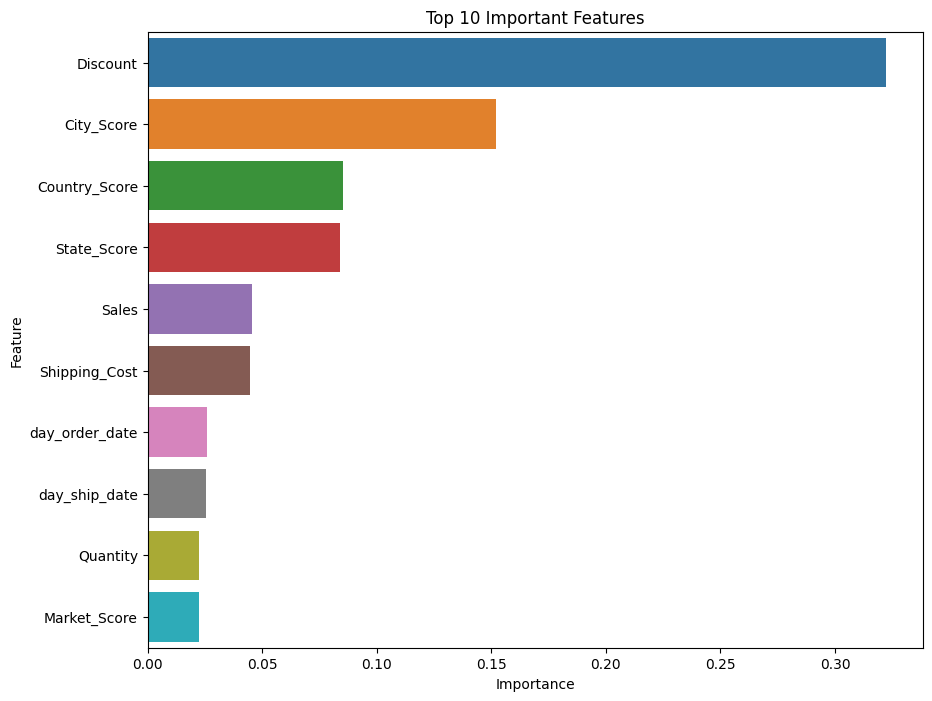 Top 10 Important Features
Feature
Discount
City_Score
Country_Score
State_Score
Sales
Shipping_Cost
day_order_date
day_ship_date
Quantity
Market_Score
0.00 0.05 0.10 0.15 0.20 0.25 0.30
Importance